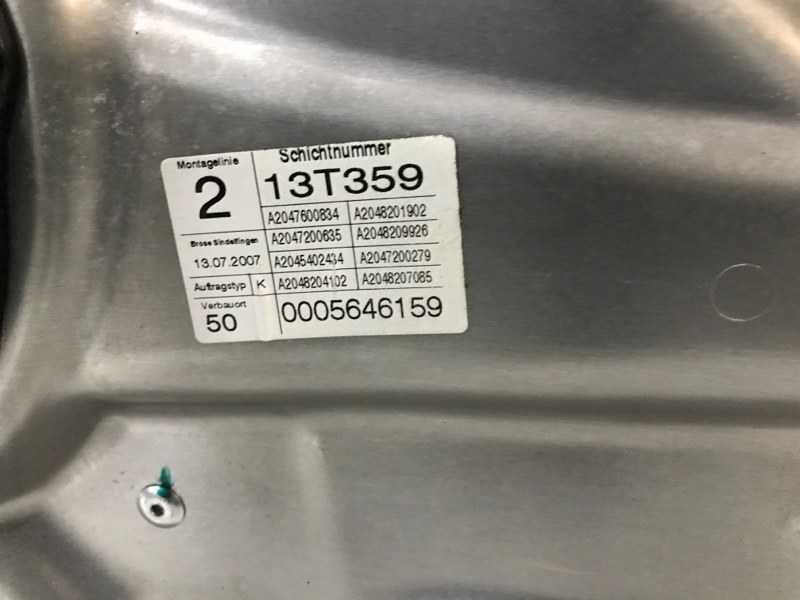 Montagelinie
2
Schichtnummer
13T359
A2047600834 A2048201902
Brose Sindelfingen
A2047200635 A2048209926
13.07.2007
A2045402434 A2047200279
Auftragstyp K
A2048204102 A2048207085
Verbauort
50
0005646159